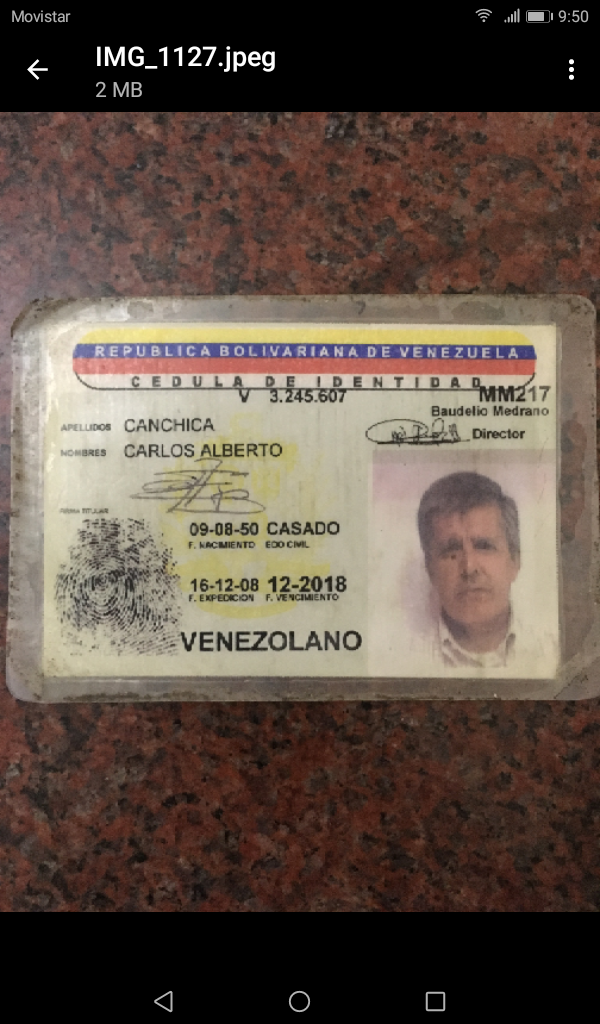 Movistar 9:50
IMG_1127.jpeg
2 MB
REPUBLICA BOLIVARIANA DE VENEZUELA
CEDULA DE IDENTIDAD
V 3.245.607 MM217
Baudelio Medrano
Director
APELLIDOS CANCHICA
NOMBRES CARLOS ALBERTO
FIRMA TITULAR
09-08-50 CASADO
F. NACIMIENTO EDO CIVIL
16-12-08 12-2018
F. EXPEDICION F. VENCIMIENTO
VENEZOLANO